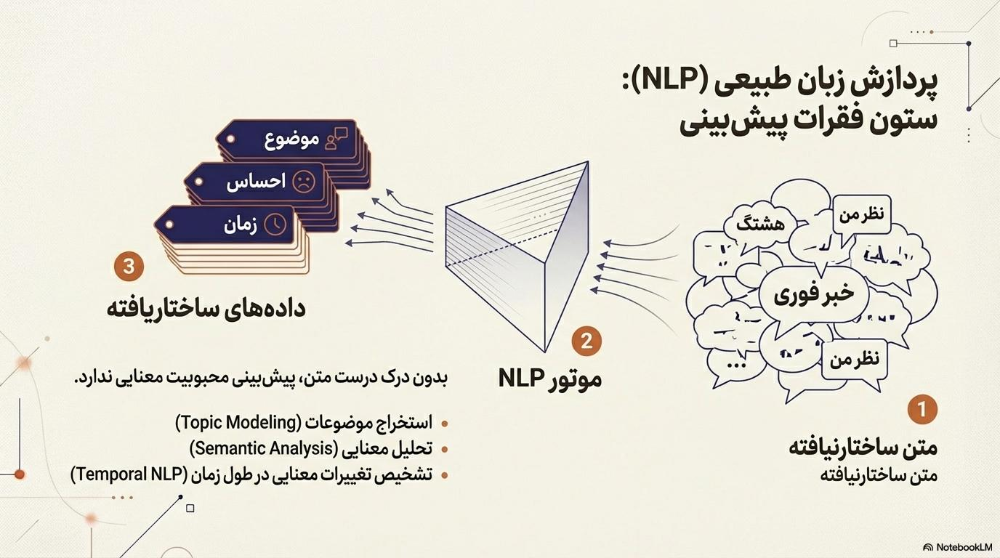 پردازش زبان طبیعی (NLP):
ستون فقرات پیش‌بینی
هشتگ
نظر من
خبر فوری
نظر من
...
1
متن ساختارنیافته
متن ساختارنیافته
2
موتور NLP
موضوع
احساس
زمان
3
داده‌های ساختاریافته
بدون درک درست متن، پیش‌بینی محبوبیت معنایی ندارد.
• استخراج موضوعات (Topic Modeling)
• تحلیل معنایی (Semantic Analysis)
• تشخیص تغییرات معنایی در طول زمان (Temporal NLP)
NotebookLM